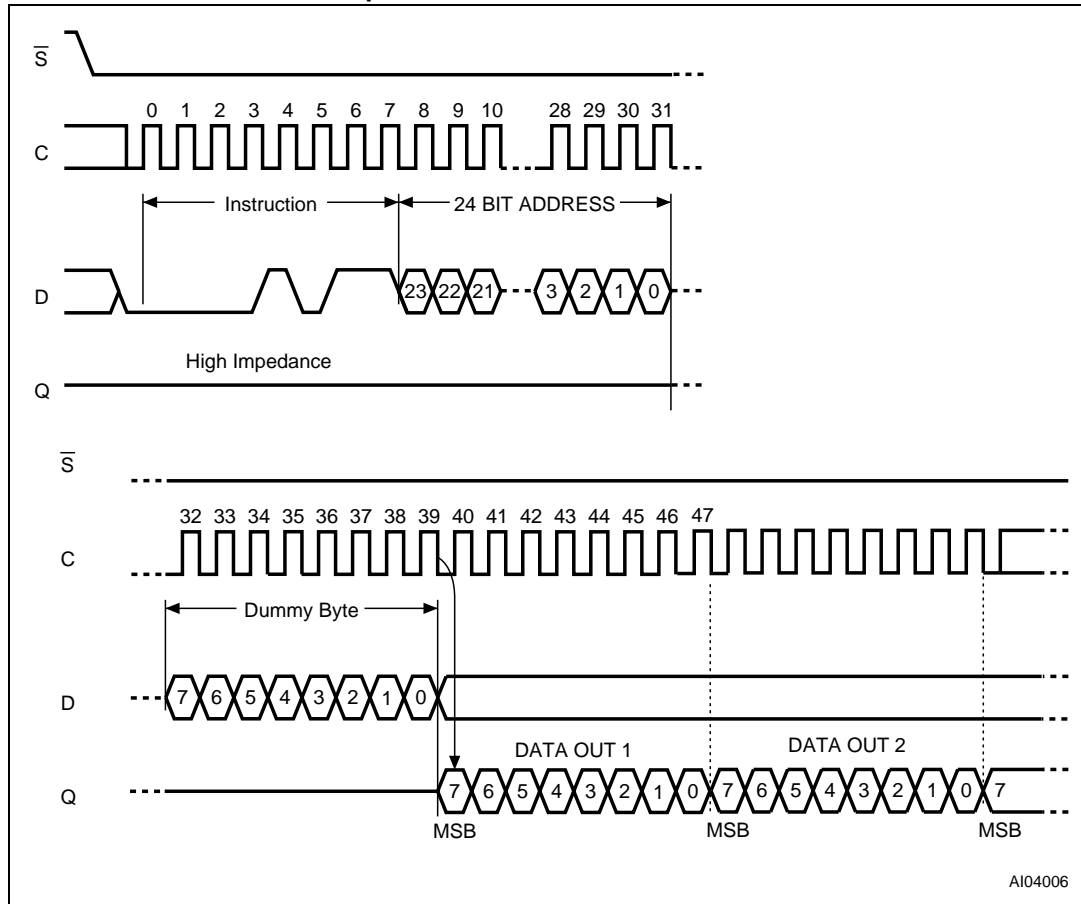 S
0 1 2 3 4 5 6 7 8 9 10 28 29 30 31
C
Instruction 24 BIT ADDRESS
D 23 22 21 3 2 1 0
High Impedance
Q
S
32 33 34 35 36 37 38 39 40 41 42 43 44 45 46 47
C
Dummy Byte
D 7 6 5 4 3 2 1 0
DATA OUT 1 DATA OUT 2
Q 7 6 5 4 3 2 1 0 7 6 5 4 3 2 1 0 7
MSB MSB MSB
AI04006